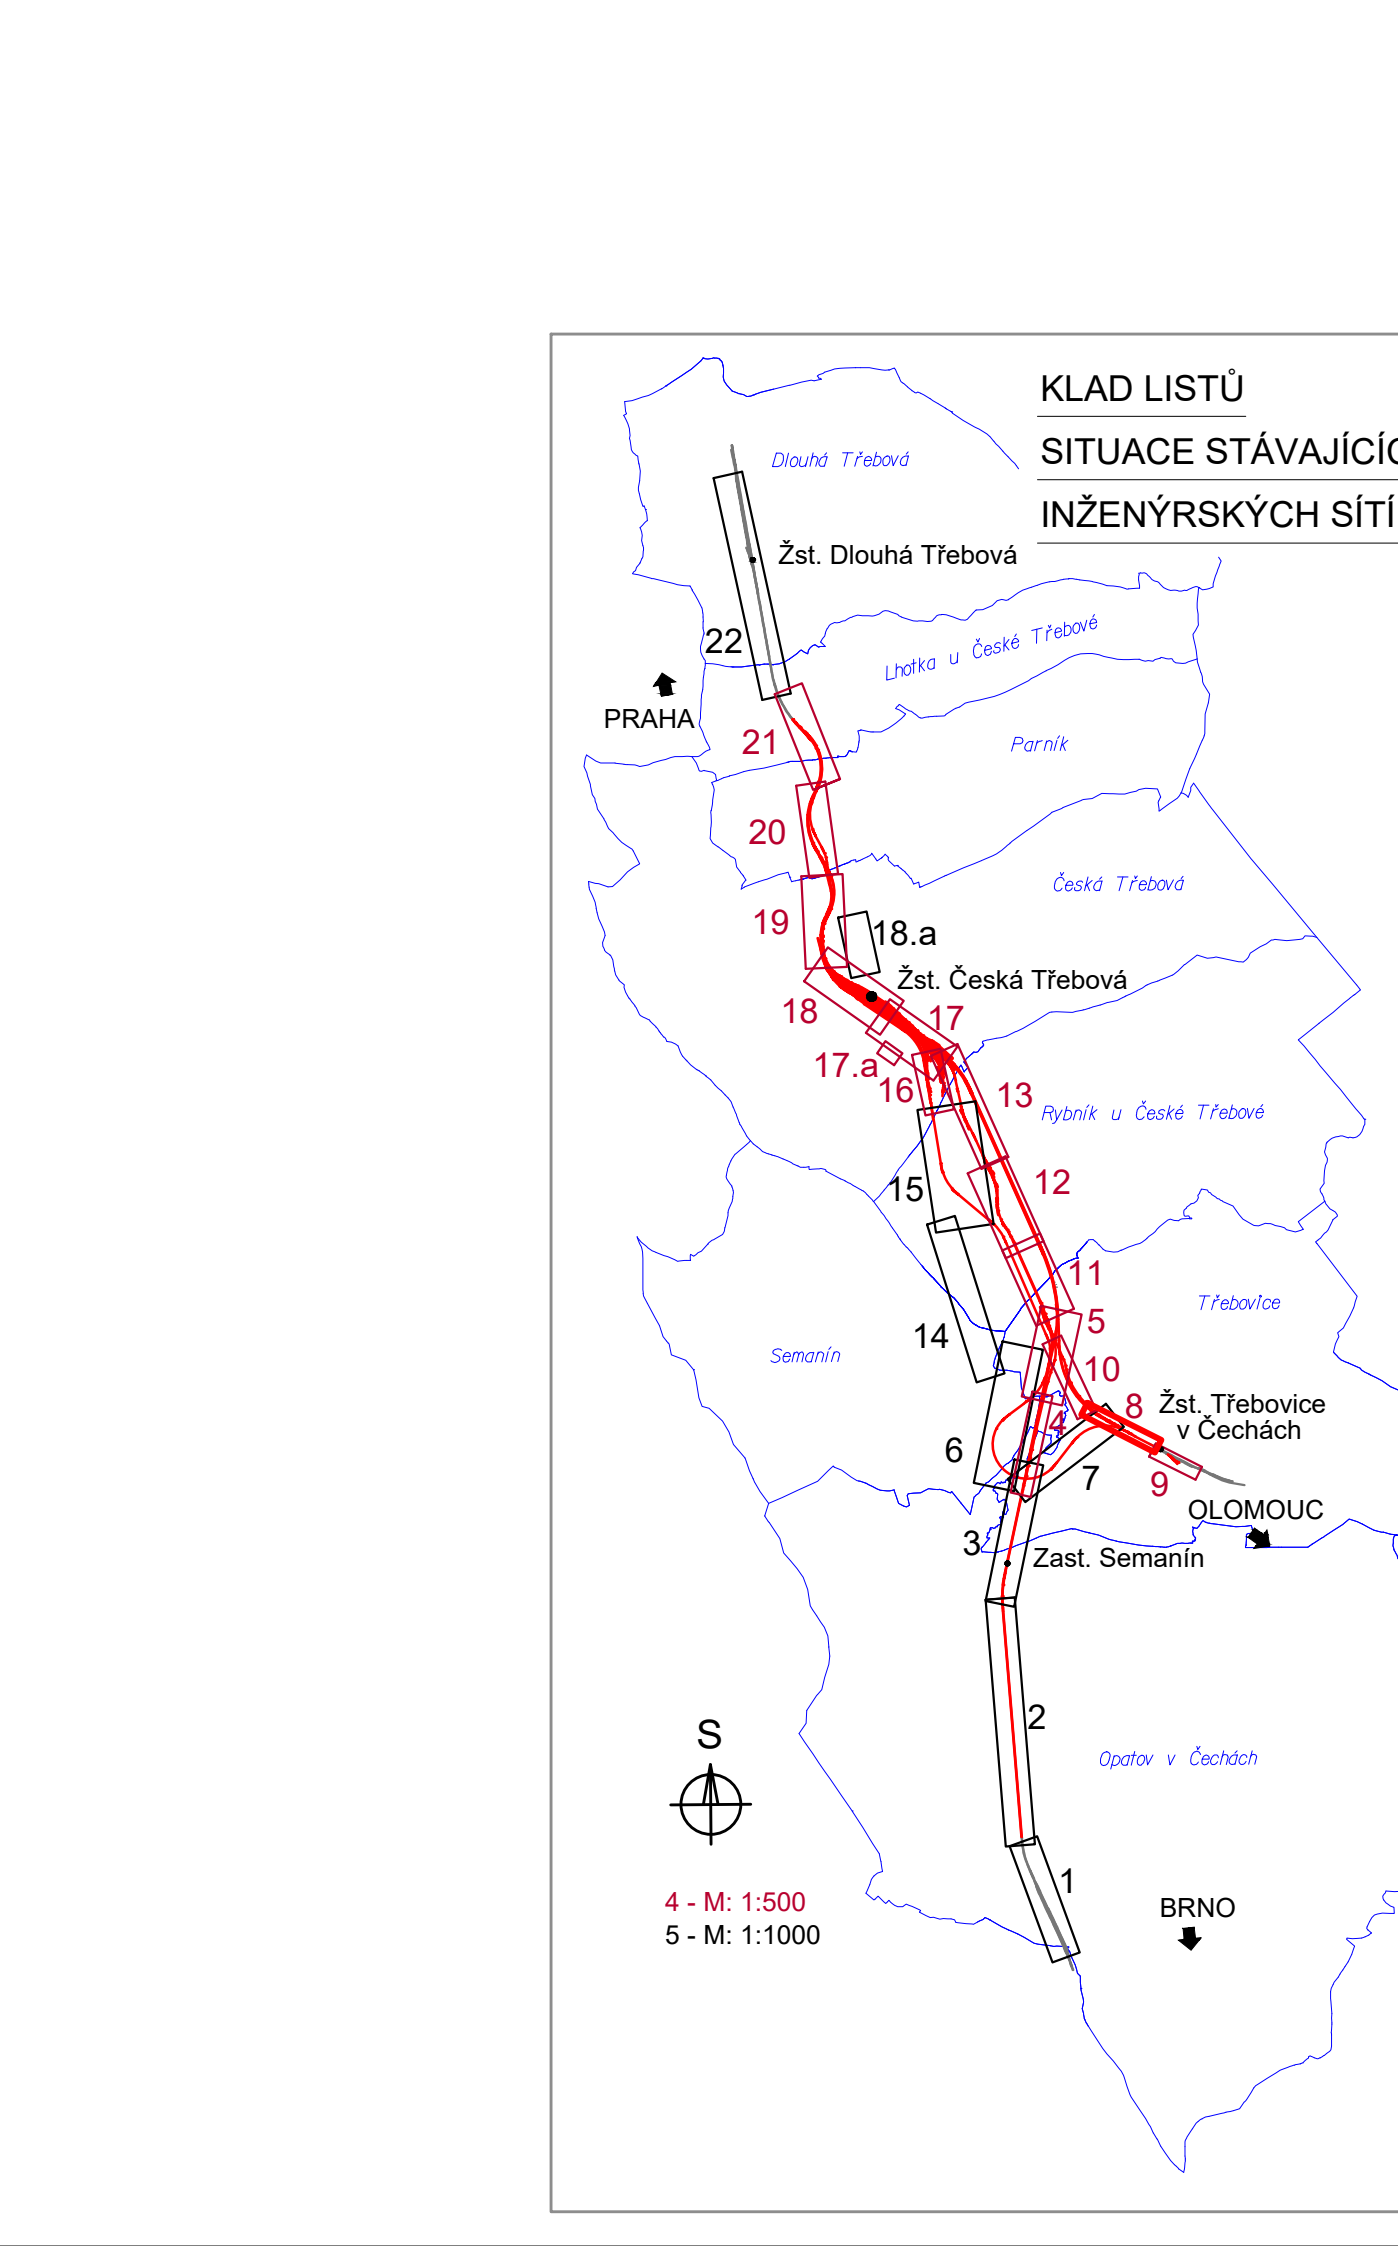 KLAD LISTŮ
SITUACE STÁVAJÍCÍC
INŽENÝRSKÝCH SÍTÍ
Dlouhá Třebová
Žst. Dlouhá Třebová
22
Lhotka u České Třebové
PRAHA
21
Parník
20
Česká Třebová
19
18.a
Žst. Česká Třebová
18
17
17.a
16
13
Rybník u České Třebové
15
12
11
Třebovice
5
14
Semanín
10
8
Žst. Třebovice
v Čechách
4
6
7
9
OLOMOUC
3
Zast. Semanín
2
S
Opatov v Čechách
1
4 - M: 1:500
BRNO
5 - M: 1:1000